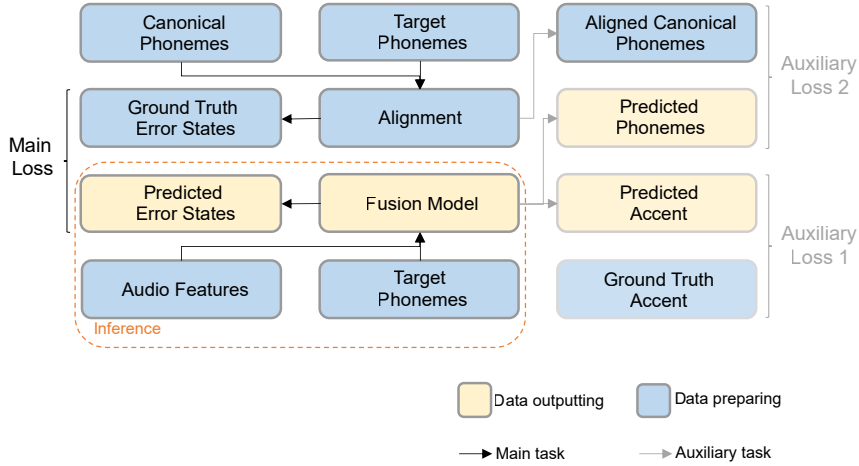 Canonical
Phonemes
Target
Phonemes
Aligned Canonical
Phonemes
Auxiliary
Loss 2
Main
Loss
Ground Truth
Error States
Alignment
Predicted
Phonemes
Predicted
Error States
Fusion Model
Predicted
Accent
Auxiliary
Loss 1
Audio Features
Target
Phonemes
Ground Truth
Accent
Inference
Data outputting
Data preparing
Main task
Auxiliary task